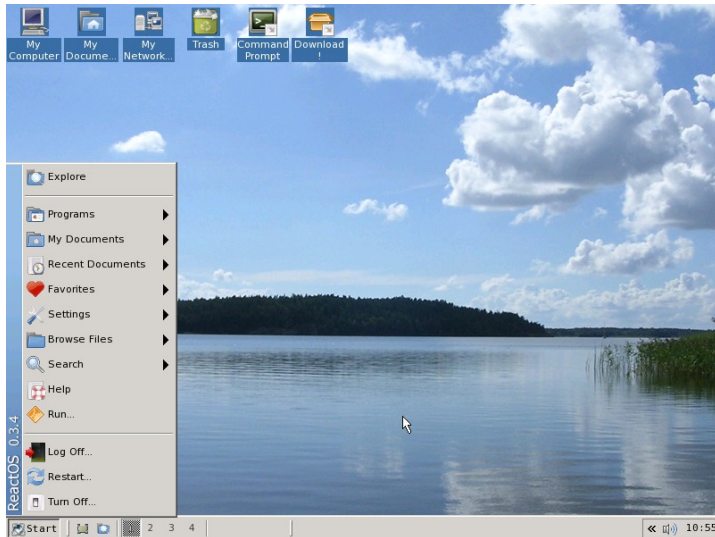 My
Computer
My
Docume...
My
Network...
Trash
Command
Prompt
Download
!
Explore
Programs
My Documents
Recent Documents
Favorites
Settings
Browse Files
Search
Help
Run...
Log Off...
Restart...
Turn Off...
ReactOS 0.3.4
Start
1 2 3 4
« 10:55